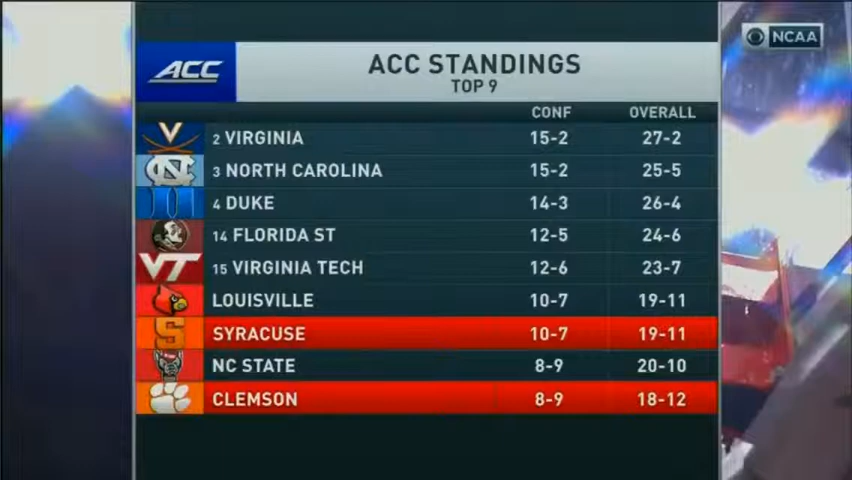 NCAA
ACC ACC STANDINGS
TOP 9
CONF OVERALL
2 VIRGINIA 15-2 27-2
NC 3 NORTH CAROLINA 15-2 25-5
4 DUKE 14-3 26-4
14 FLORIDA ST 12-5 24-6
VT 15 VIRGINIA TECH 12-6 23-7
LOUISVILLE 10-7 19-11
S SYRACUSE 10-7 19-11
NC STATE 8-9 20-10
CLEMSON 8-9 18-12